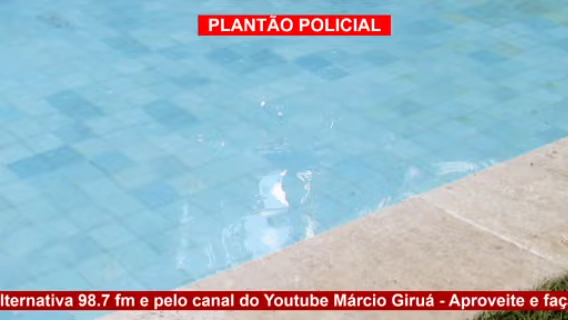 PLANTÃO POLICIAL
lternativa 98.7 fm e pelo canal do Youtube Márcio Giruá - Aproveite e faç